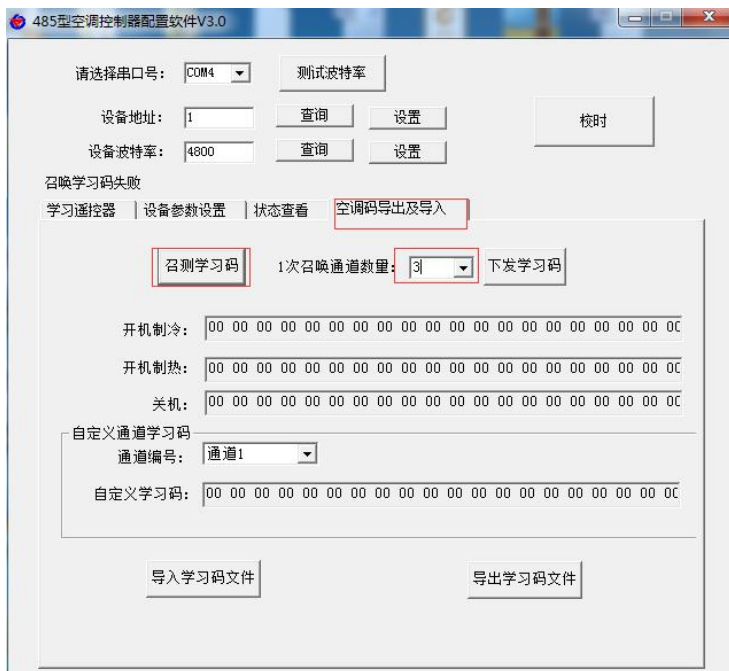 485型空调控制器配置软件V3.0
请选择串口号： COM4 测试波特率
设备地址： 1 查询 设置 校时
设备波特率： 4800 查询 设置
召唤学习码失败
学习遥控器 设备参数设置 状态查看 空调码导出及导入
召测学习码 1次召唤通道数量： 3 下发学习码
开机制冷： 00 00 00 00 00 00 00 00 00 00 00 00 00 00 00 00 00 00 0C
开机制热： 00 00 00 00 00 00 00 00 00 00 00 00 00 00 00 00 00 00 0C
关机： 00 00 00 00 00 00 00 00 00 00 00 00 00 00 00 00 00 00 0C
自定义通道学习码
通道编号： 通道1
自定义学习码： 00 00 00 00 00 00 00 00 00 00 00 00 00 00 00 00 00 00 0C
导入学习码文件 导出学习码文件